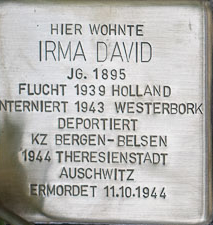 HIER WOHNTE
IRMA DAVID
JG. 1895
FLUCHT 1939 HOLLAND
INTERNIERT 1943 WESTERBORK
DEPORTIERT
KZ BERGEN-BELSEN
1944 THERESIENSTADT
AUSCHWITZ
ERMORDET 11.10.1944